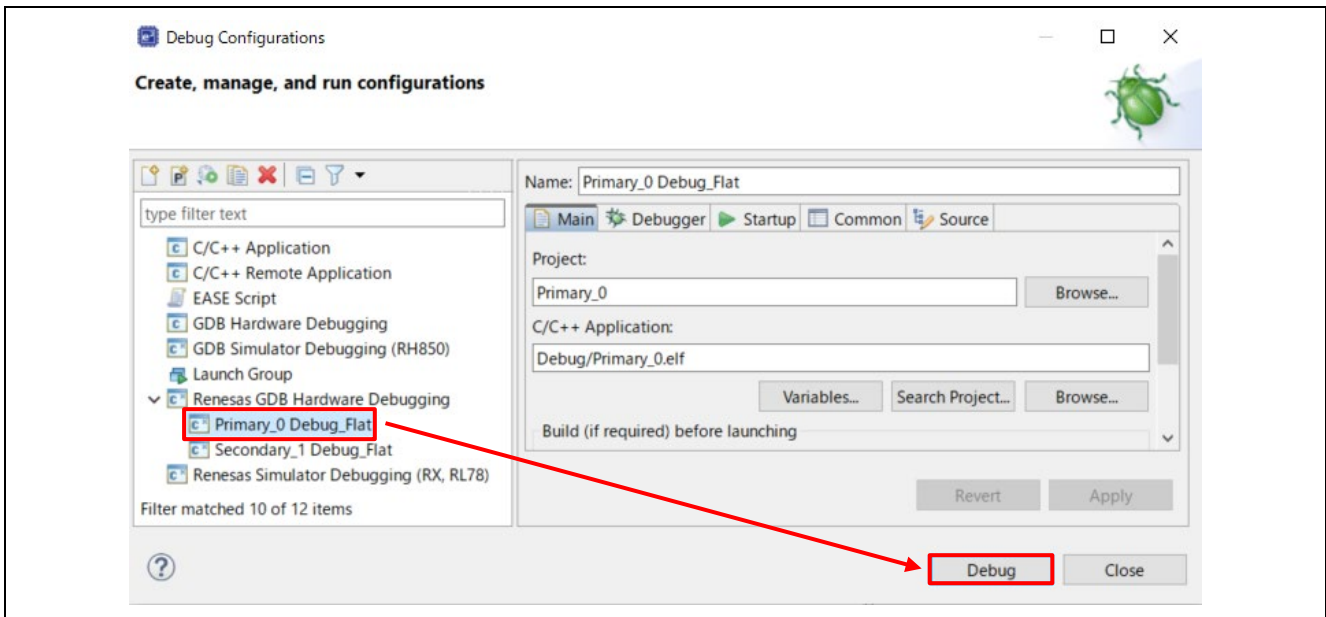 Debug Configurations
Create, manage, and run configurations
type filter text
C/C++ Application
C/C++ Remote Application
EASE Script
GDB Hardware Debugging
GDB Simulator Debugging (RH850)
Launch Group
Renesas GDB Hardware Debugging
Primary_0 Debug_Flat
Secondary_1 Debug_Flat
Renesas Simulator Debugging (RX, RL78)
Filter matched 10 of 12 items
Name: Primary_0 Debug_Flat
Main Debugger Startup Common Source
Project:
Primary_0 Browse...
C/C++ Application:
Debug/Primary_0.elf
Variables... Search Project... Browse...
Build (if required) before launching
Revert Apply
Debug Close